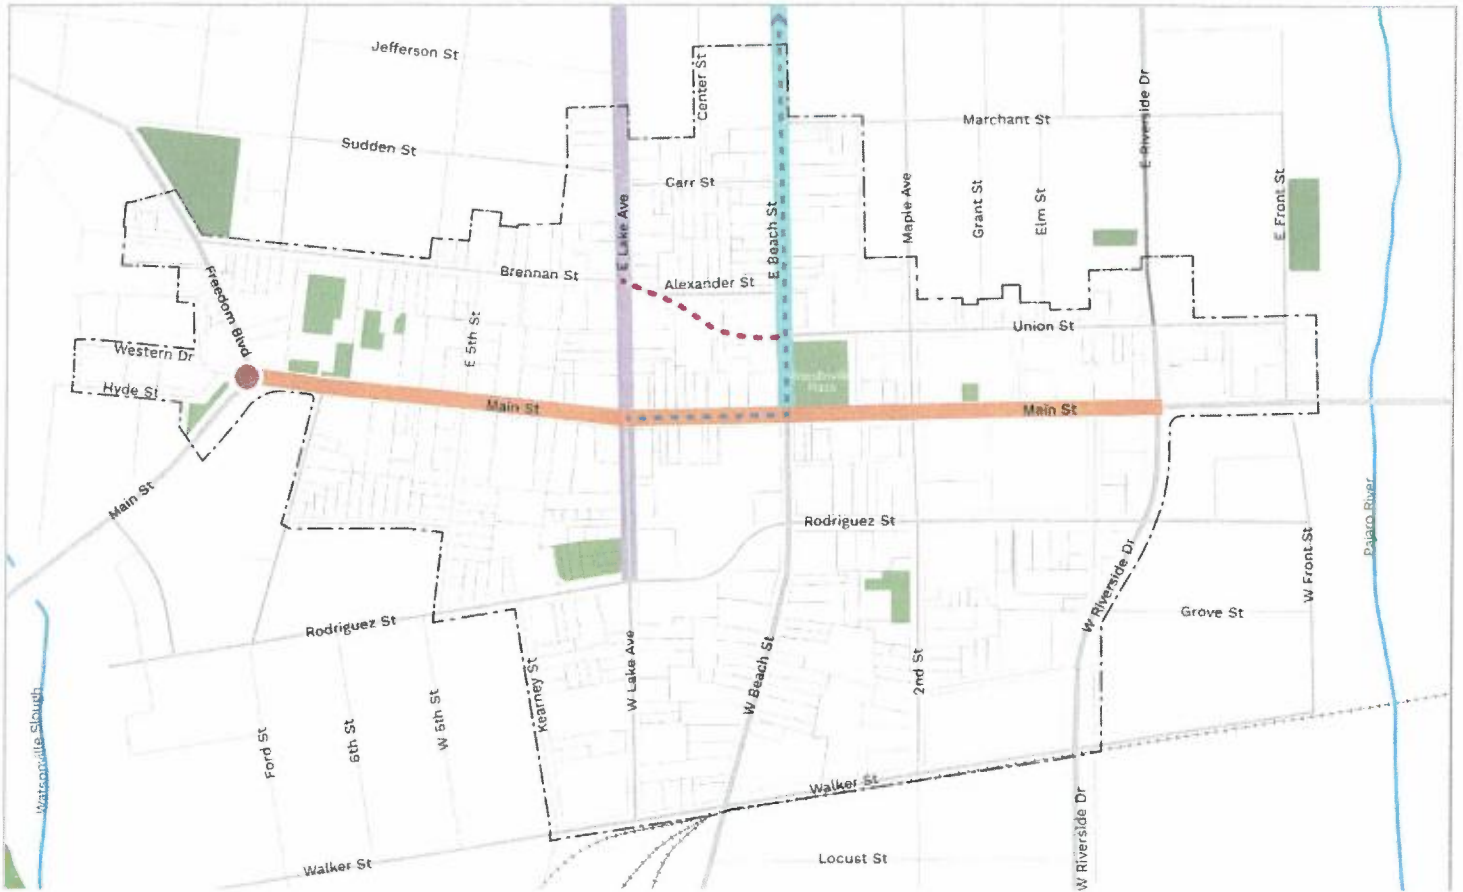 Jefferson St
Center St
E Riverside Dr
Marchant St
Sudden St
Carr St
Maple Ave
Grant St
Elm St
E Front St
E Lake Ave
E Beach St
Brennan St
Alexander St
Freedom Blvd
E 5th St
Union St
Western Dr
Hyde St
Plaza
Main St
Main St
Main St
Rodriguez St
Pajaro River
W Front St
W Riverside Dr
Grove St
Rodriguez St
W Lake Ave
W Beach St
2nd St
Kearney St
W 5th St
6th St
Ford St
Watsonville Slough
Walker St
W Riverside Dr
Walker St
Locust St